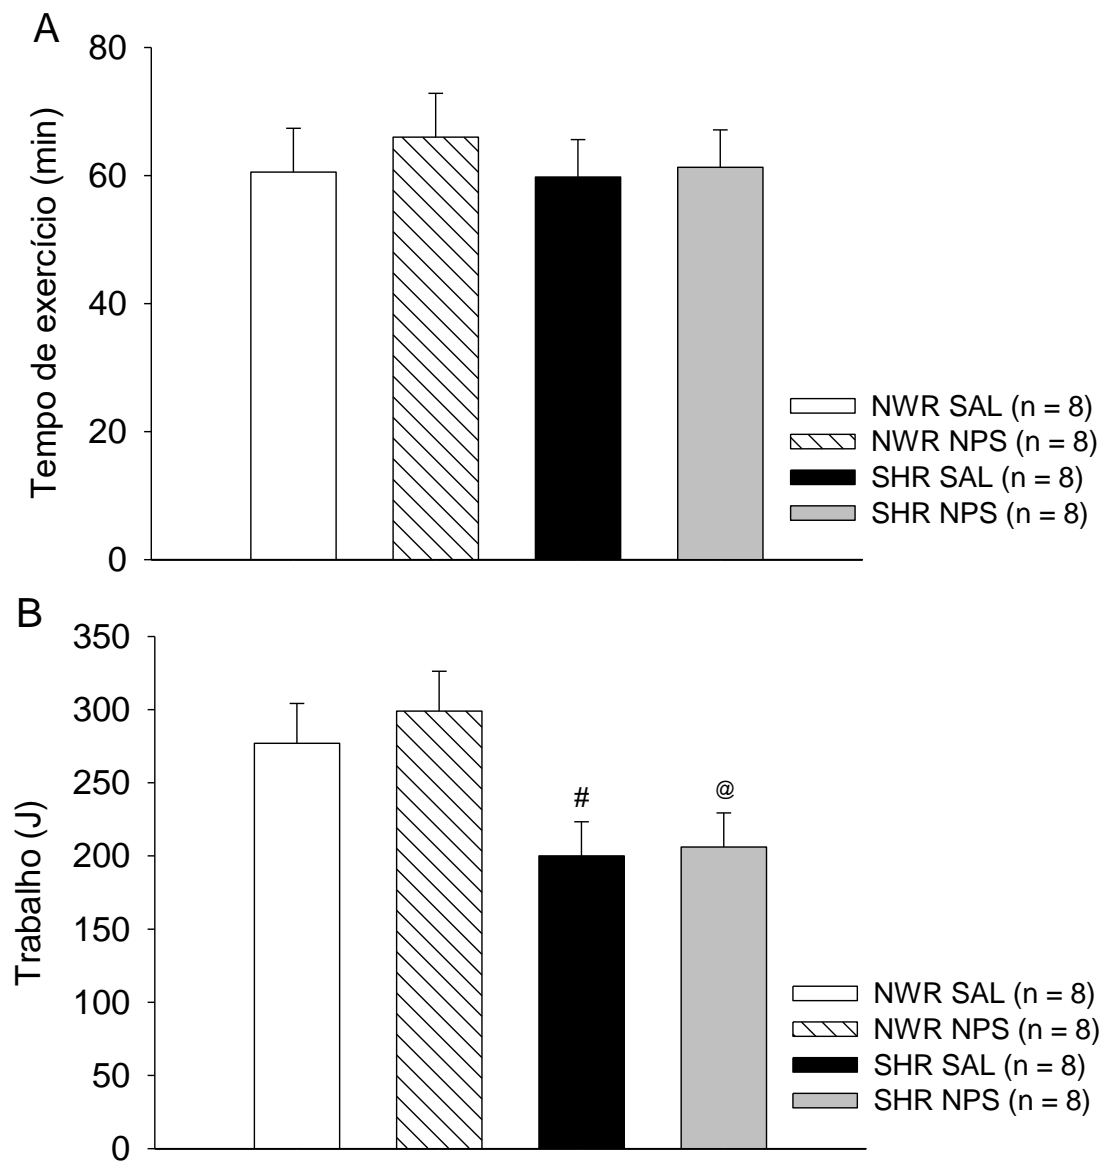 A
80
60
40
20
0
Tempo de exercício (min)
NWR SAL (n = 8)
NWR NPS (n = 8)
SHR SAL (n = 8)
SHR NPS (n = 8)
B
350
300
250
200
150
100
50
0
Trabalho (J)
#
@
NWR SAL (n = 8)
NWR NPS (n = 8)
SHR SAL (n = 8)
SHR NPS (n = 8)